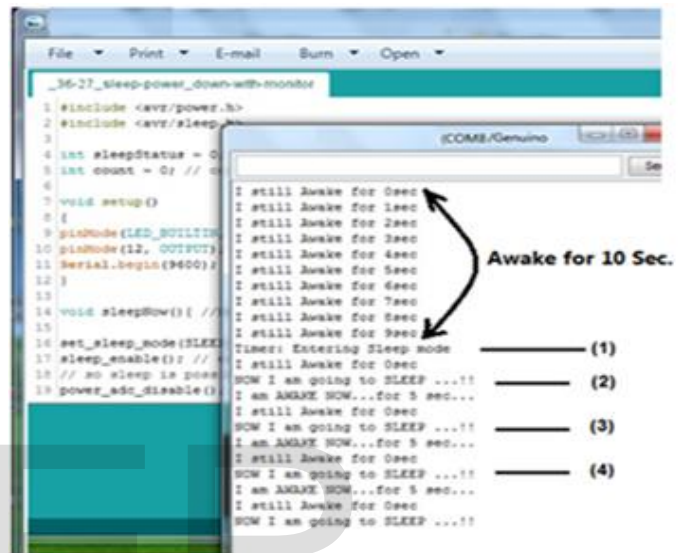 File Print E-mail Burn Open
_36-27_sleep-power_down-with-monitor
1 #include <avr/power.h>
2 #include <avr/sleep.h>
3
4 int sleepStatus = 0
5 int count = 0; //
6
7 void setup()
8 {
9 pinMode(LED_BUILTIN
10 pinMode(12, OUTPUT)
11 Serial.begin(9600);
12 }
13
14 void sleepNow(){ //
15
16 set_sleep_mode(SLEE
17 sleep_enable(); //
18 // so sleep is poss
19 power_adc_disable()
(COM8/Genuino
Se
I still Awake for 0sec
I still Awake for 1sec
I still Awake for 2sec
I still Awake for 3sec
I still Awake for 4sec
I still Awake for 5sec
I still Awake for 6sec
I still Awake for 7sec
I still Awake for 8sec
I still Awake for 9sec
Awake for 10 Sec.
Timer: Entering Sleep mode (1)
I still Awake for 0sec
NOW I am going to SLEEP ...!! (2)
I am AWAKE NOW...for 5 sec...
I still Awake for 0sec
NOW I am going to SLEEP ...!! (3)
I am AWAKE NOW...for 5 sec...
I still Awake for 0sec
NOW I am going to SLEEP ...!! (4)
I am AWAKE NOW...for 5 sec...
I still Awake for 0sec
NOW I am going to SLEEP ...!!